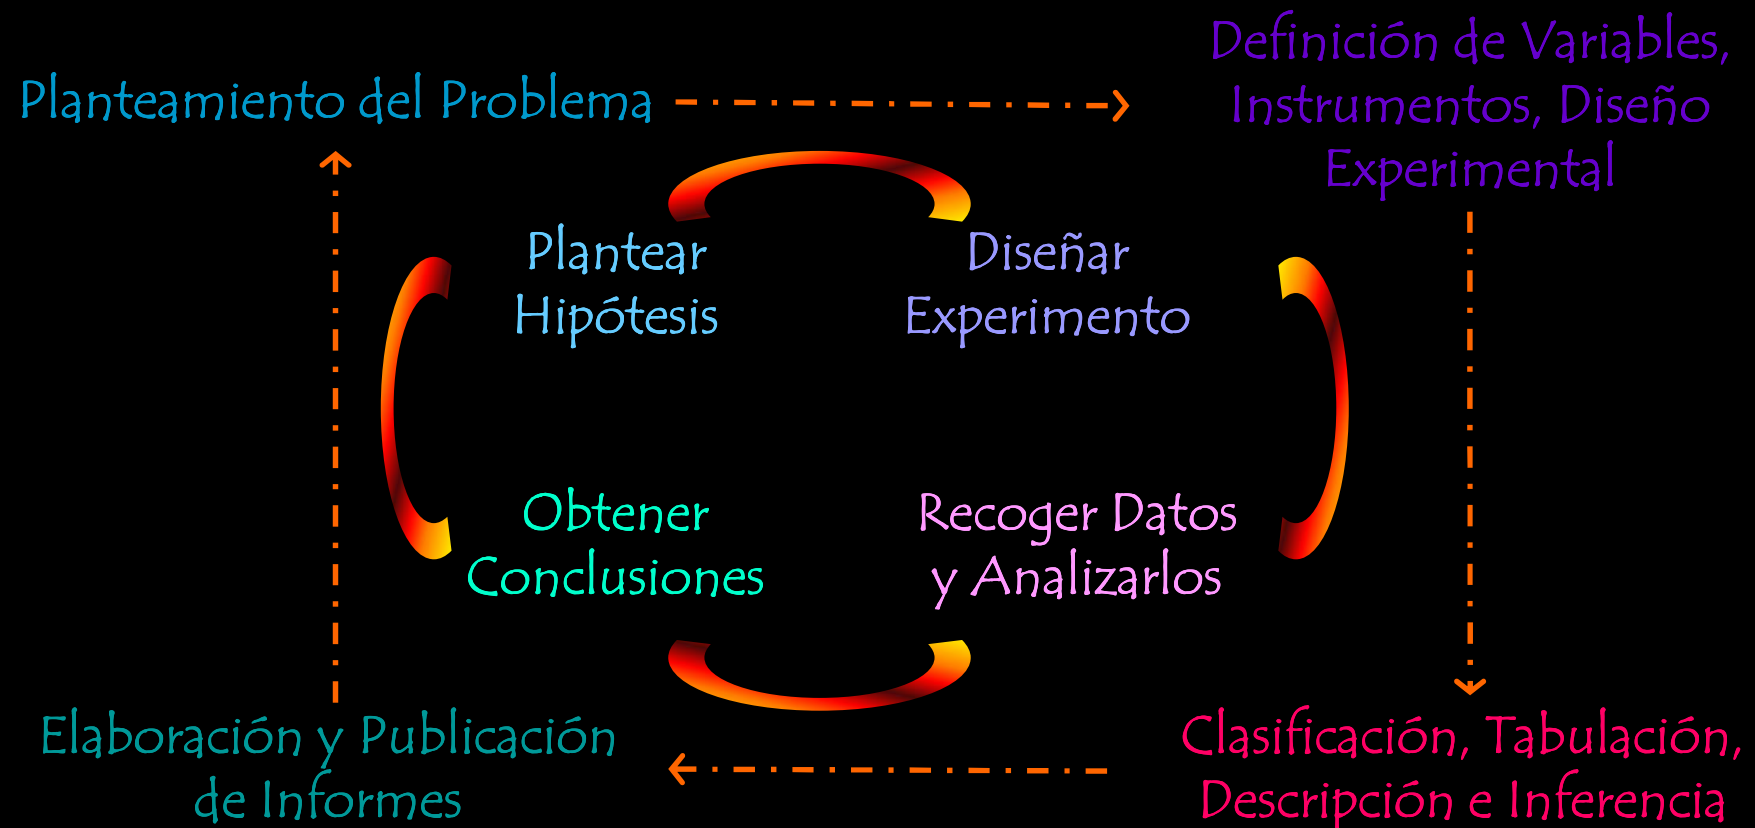 Planteamiento del Problema
Definición de Variables,
Instrumentos, Diseño
Experimental
Plantear
Hipótesis
Diseñar
Experimento
Obtener
Conclusiones
Recoger Datos
y Analizarlos
Elaboración y Publicación
de Informes
Clasificación, Tabulación,
Descripción e Inferencia